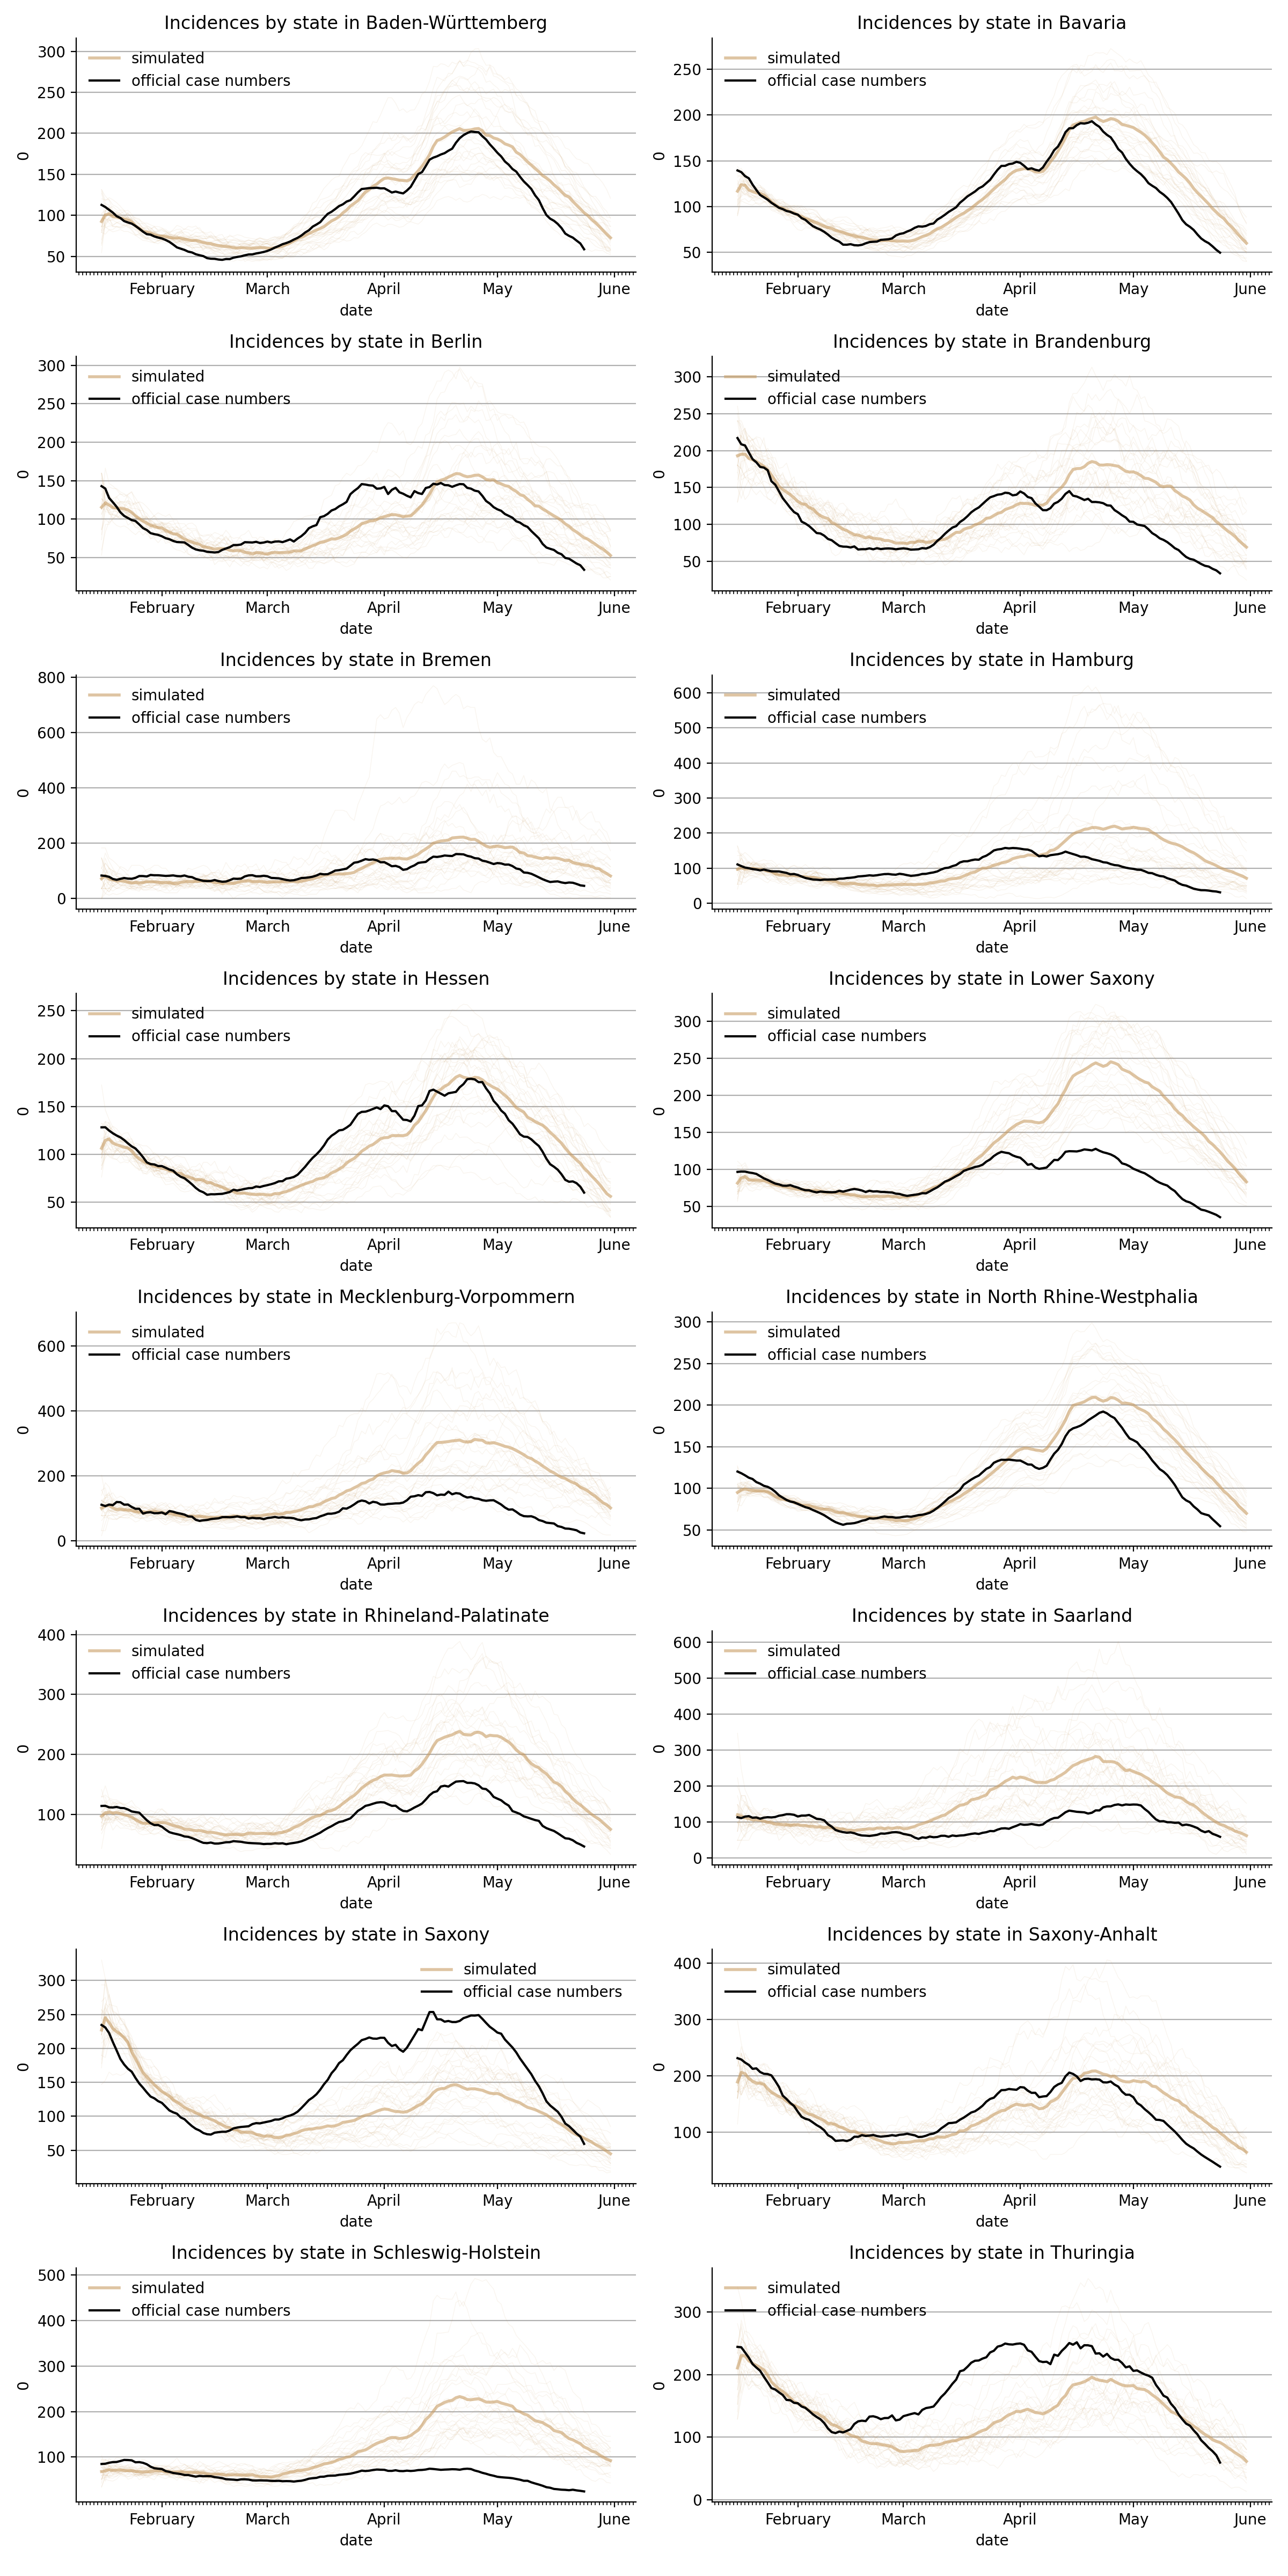 Incidences by state in Baden-Württemberg
simulated
official case numbers
300
250
200
150
100
50
0
February March April May June
date
Incidences by state in Bavaria
simulated
official case numbers
250
200
150
100
50
0
February March April May June
date
Incidences by state in Berlin
simulated
official case numbers
300
250
200
150
100
50
0
February March April May June
date
Incidences by state in Brandenburg
simulated
official case numbers
300
250
200
150
100
50
0
February March April May June
date
Incidences by state in Bremen
simulated
official case numbers
800
600
400
200
0
0
February March April May June
date
Incidences by state in Hamburg
simulated
official case numbers
600
500
400
300
200
100
0
0
February March April May June
date
Incidences by state in Hessen
simulated
official case numbers
250
200
150
100
50
0
February March April May June
date
Incidences by state in Lower Saxony
simulated
official case numbers
300
250
200
150
100
50
0
February March April May June
date
Incidences by state in Mecklenburg-Vorpommern
simulated
official case numbers
600
400
200
0
0
February March April May June
date
Incidences by state in North Rhine-Westphalia
simulated
official case numbers
300
250
200
150
100
50
0
February March April May June
date
Incidences by state in Rhineland-Palatinate
simulated
official case numbers
400
300
200
100
0
February March April May June
date
Incidences by state in Saarland
simulated
official case numbers
600
500
400
300
200
100
0
0
February March April May June
date
Incidences by state in Saxony
simulated
official case numbers
300
250
200
150
100
50
0
February March April May June
date
Incidences by state in Saxony-Anhalt
simulated
official case numbers
400
300
200
100
0
February March April May June
date
Incidences by state in Schleswig-Holstein
simulated
official case numbers
500
400
300
200
100
0
February March April May June
date
Incidences by state in Thuringia
simulated
official case numbers
300
200
100
0
0
February March April May June
date